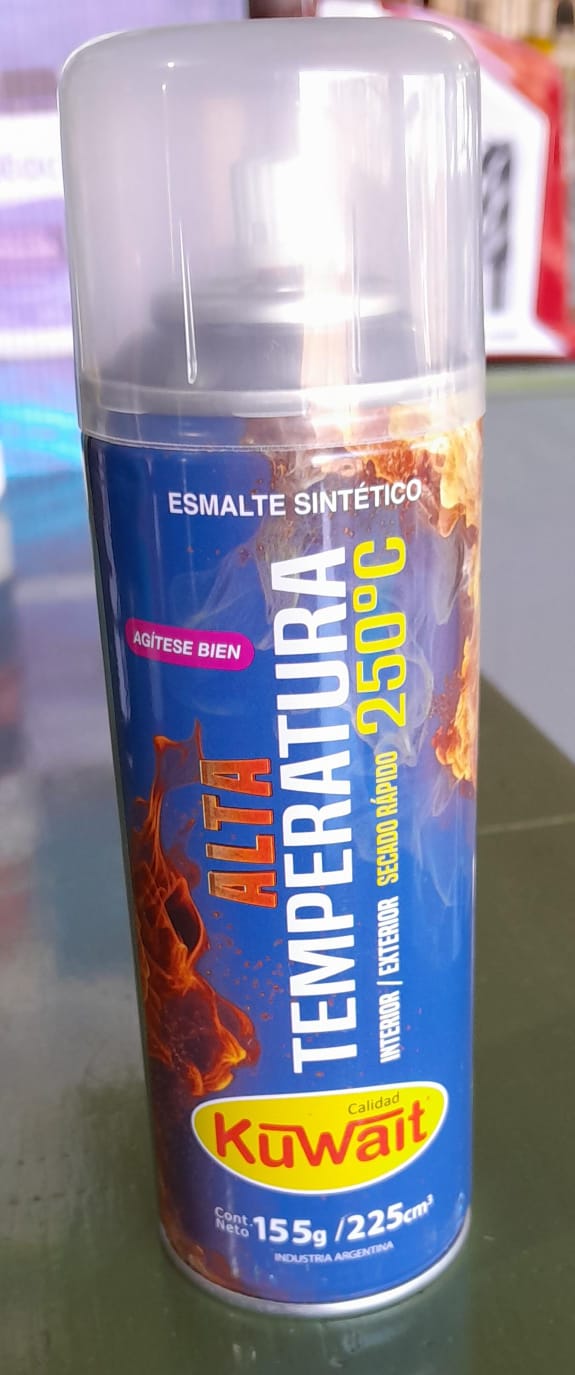 ESMALTE SINTÉTICO
AGÍTESE BIEN
ALTA
TEMPERATURA
INTERIOR / EXTERIOR SECADO RÁPIDO 250°C
Calidad
Kuwait
Cont. Neto 155g /225cm³
INDUSTRIA ARGENTINA